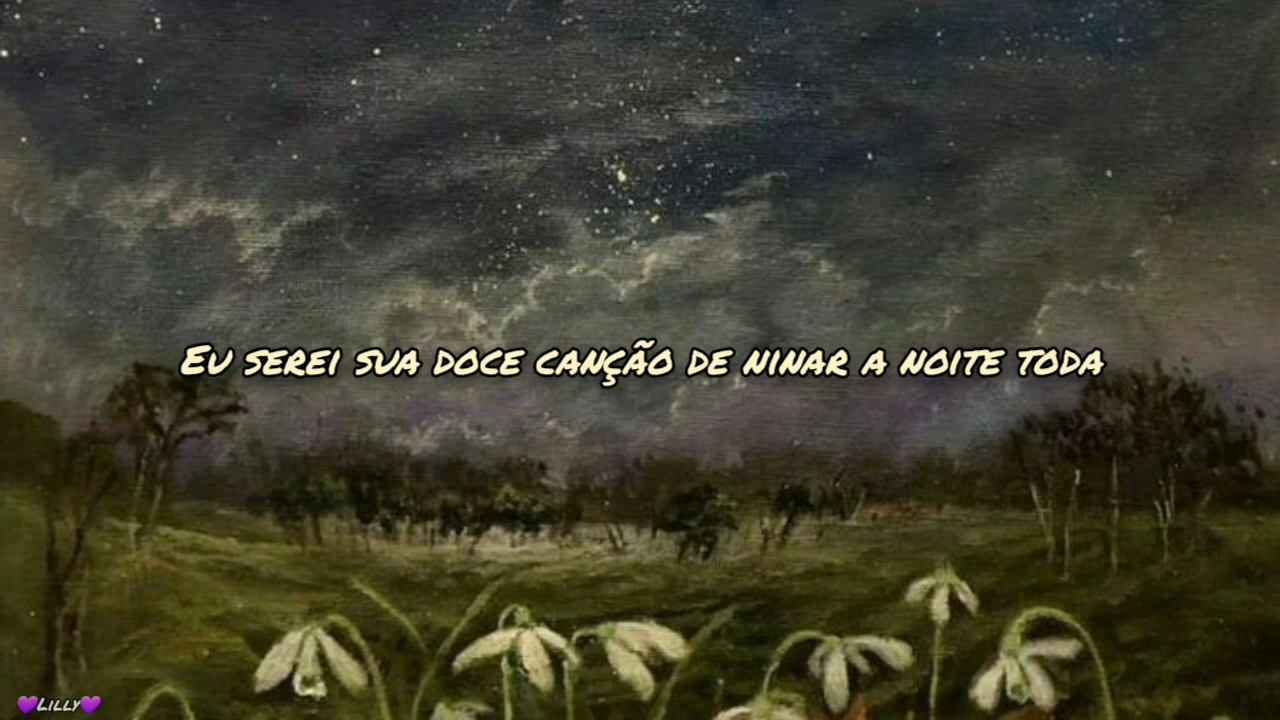 Eu serei sua doce canção de ninar a noite toda
💜Lilly💜